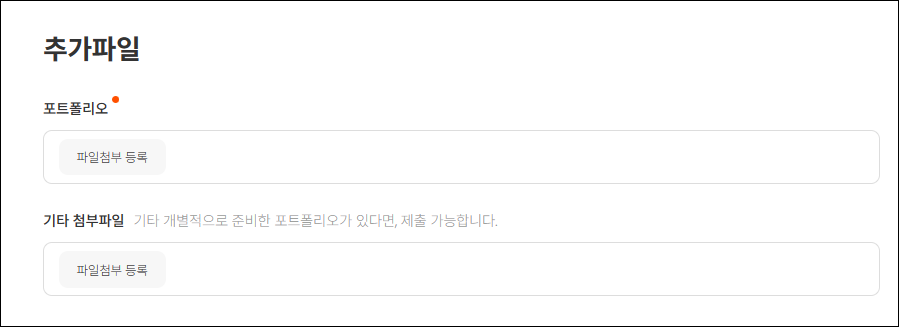 추가파일
포트폴리오
파일첨부 등록
기타 첨부파일 기타 개별적으로 준비한 포트폴리오가 있다면, 제출 가능합니다.
파일첨부 등록